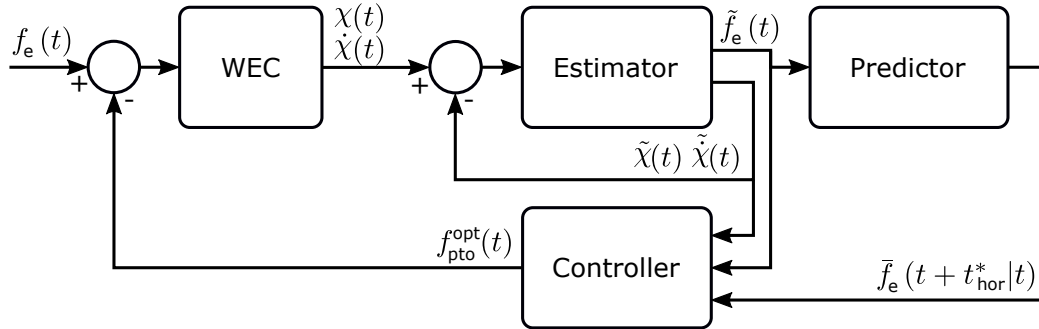 f_e(t)
+
-
WEC
χ(t)
χ̇(t)
+
-
Estimator
f̃_e(t)
Predictor
χ̃(t) χ̇̃(t)
f_pto^opt(t)
Controller
f̄_e(t + t*_hor|t)